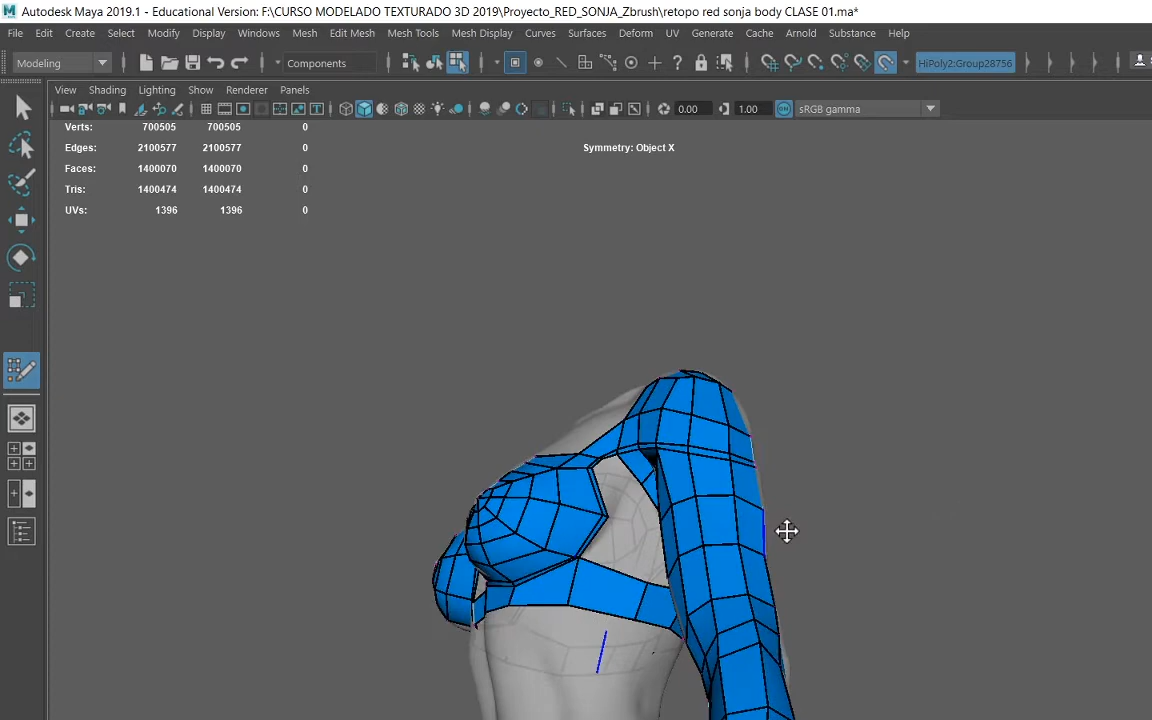 Autodesk Maya 2019.1 - Educational Version: F:\CURSO MODELADO TEXTURADO 3D 2019\Proyecto_RED_SONJA_Zbrush\retopo red sonja body CLASE 01.ma*
File Edit Create Select Modify Display Windows Mesh Edit Mesh Mesh Tools Mesh Display Curves Surfaces Deform UV Generate Cache Arnold Substance Help
Modeling Components HiPoly2:Group28756
View Shading Lighting Show Renderer Panels
0.00 1.00 sRGB gamma
Verts: 700505 700505 0
Edges: 2100577 2100577 0 Symmetry: Object X
Faces: 1400070 1400070 0
Tris: 1400474 1400474 0
UVs: 1396 1396 0